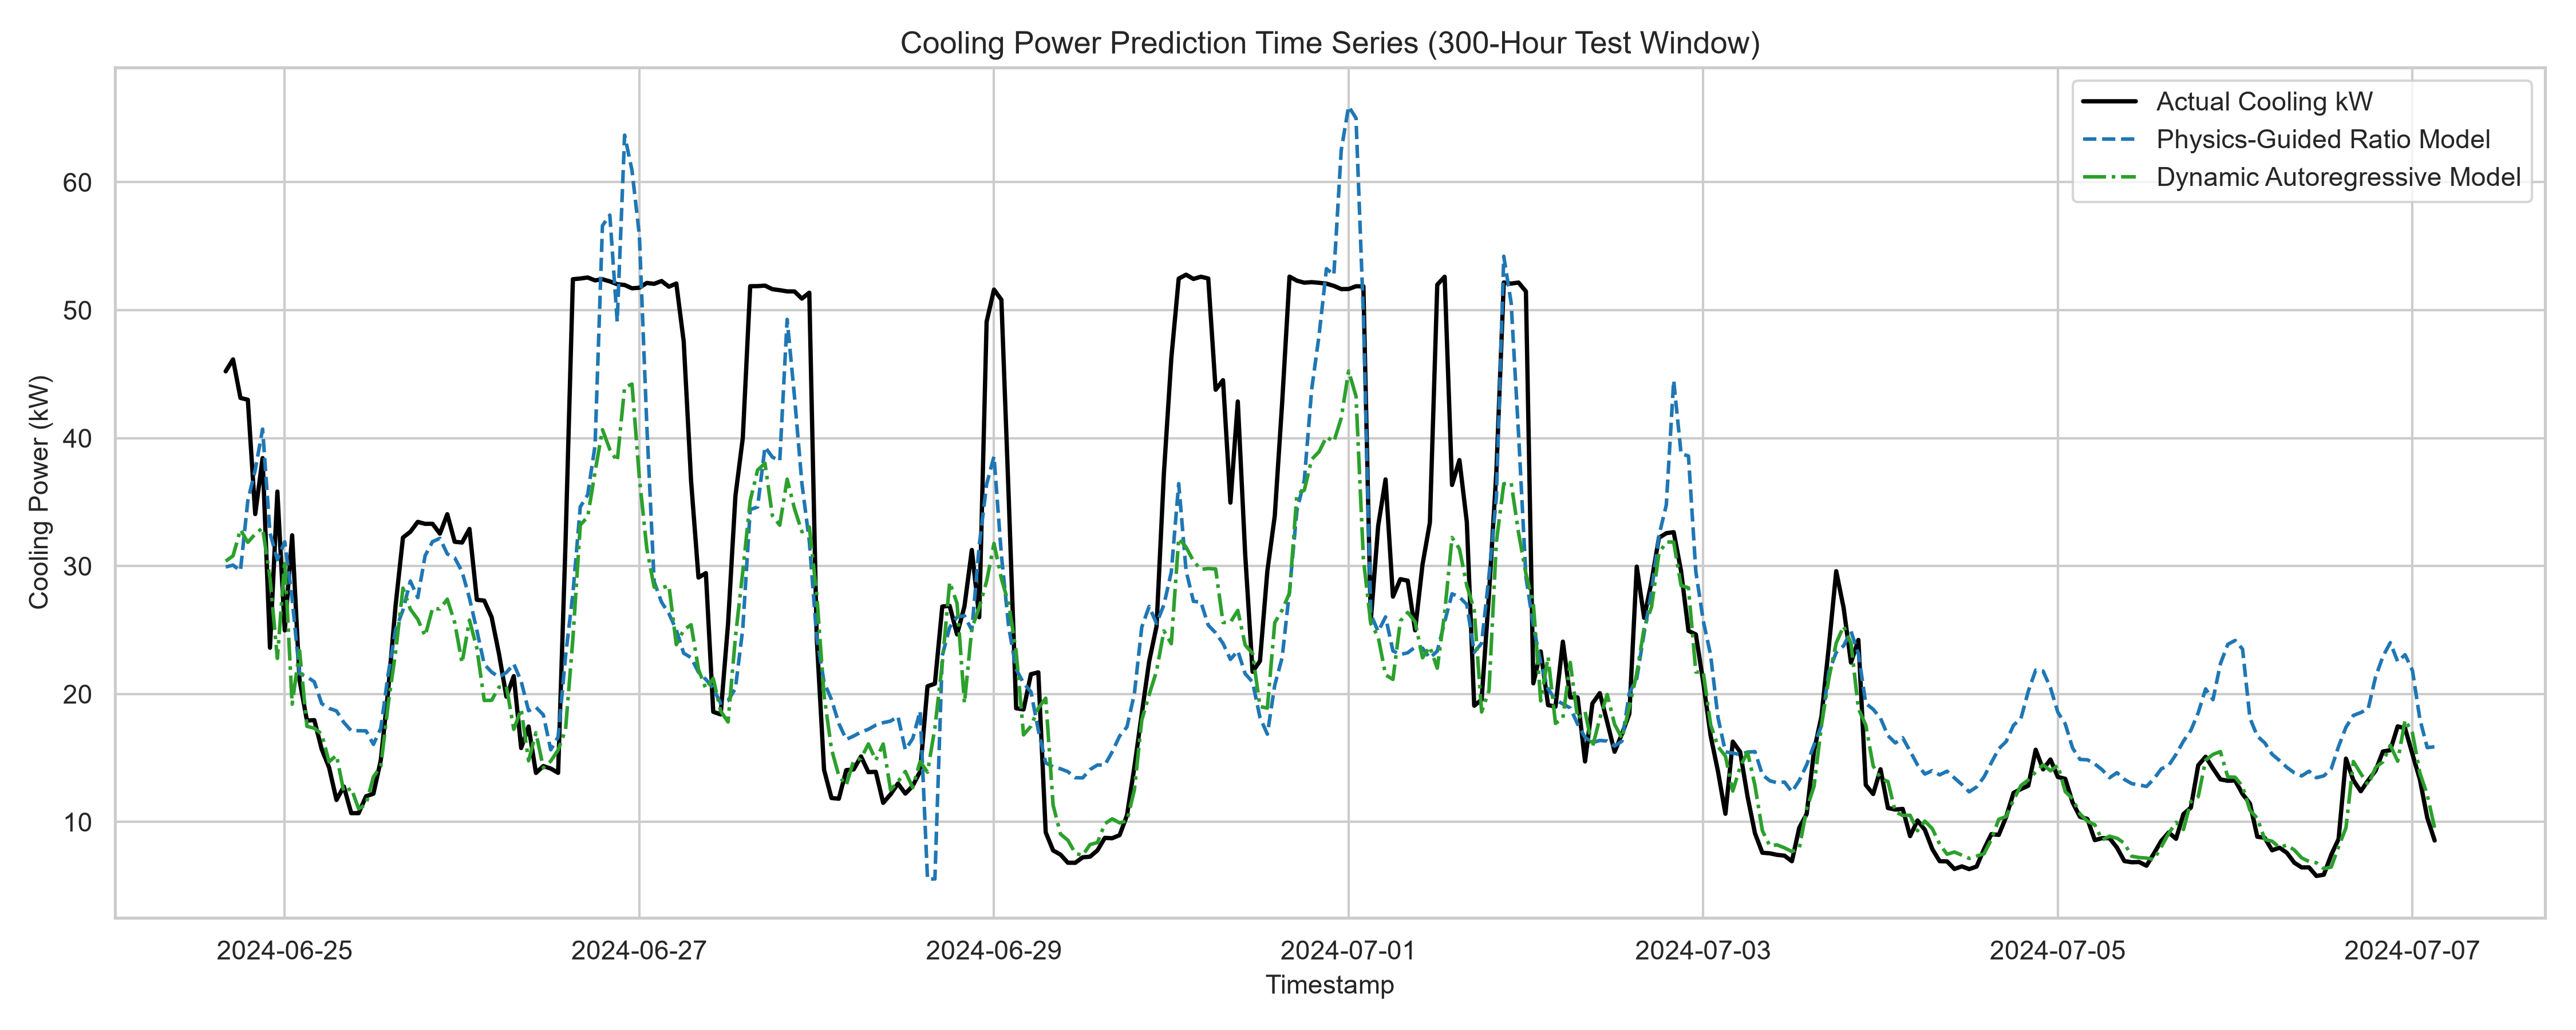 Cooling Power Prediction Time Series (300-Hour Test Window)
Actual Cooling kW
Physics-Guided Ratio Model
Dynamic Autoregressive Model
Cooling Power (kW)
60
50
40
30
20
10
2024-06-25
2024-06-27
2024-06-29
2024-07-01
2024-07-03
2024-07-05
2024-07-07
Timestamp